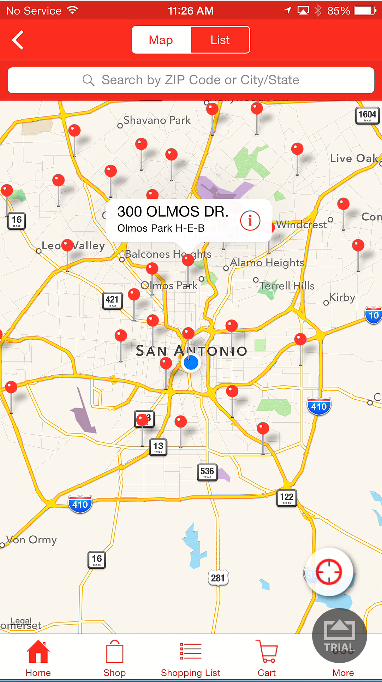 No Service 11:26 AM 85%
Map List
Search by ZIP Code or City/State
Shavano Park
1604
Live Oak
16
Leon Valley
300 OLMOS DR.
Olmos Park H-E-B
Windcrest
Con
Balcones Heights
Alamo Heights
Olmos Park
Terrell Hills
421
Kirby
10
SAN ANTONIO
C
410
13
536
122
410
Von Ormy
16
281
Legal
omerset
TRIAL
Home Shop Shopping List Cart More